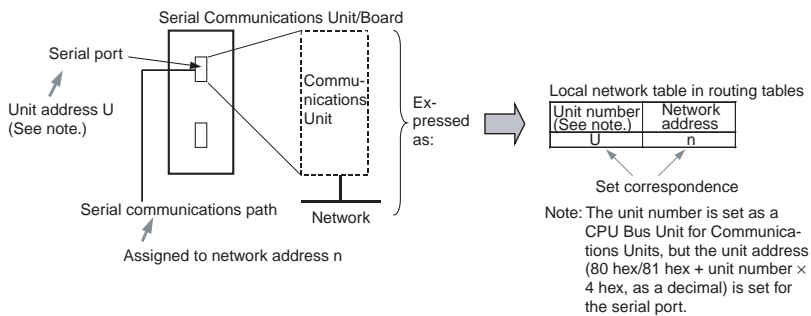 Serial Communications Unit/Board
Serial port
Unit address U
(See note.)
Commu-
nications
Unit
Ex-
pressed
as:
Serial communications path
Network
Assigned to network address n
Local network table in routing tables
Unit number
(See note.)
Network
address
U
n
Set correspondence
Note: The unit number is set as a
CPU Bus Unit for Communica-
tions Units, but the unit address
(80 hex/81 hex + unit number ×
4 hex, as a decimal) is set for
the serial port.